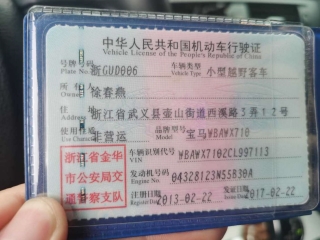 中华人民共和国机动车行驶证
Vehicle License of the People's Republic of China
号牌号码 Plate No. 浙GUD006 车辆类型 Vehicle Type 小型越野客车
所有人 徐春燕
住址 浙江省武义县壶山街道西溪路5弄12号
使用性质 非营运 品牌型号 宝马WBAWX710
浙江省金华市公安局交通警察支队
车辆识别代号 VIN WBAWX7102CL997113
发动机号码 Engine No. 04328123N55B30A
注册日期 Register Date 2013-02-22 发证日期 2017-02-22